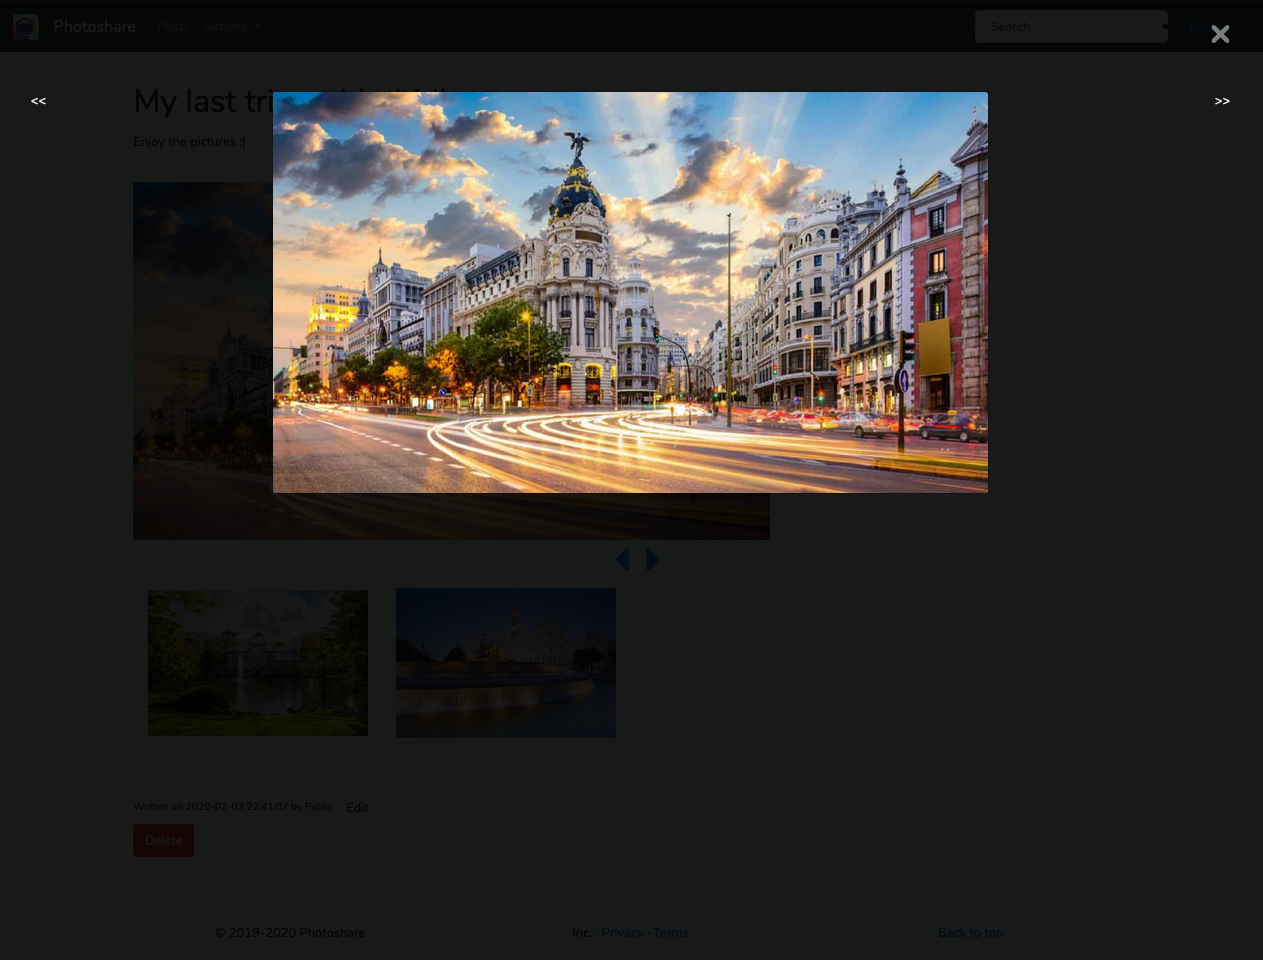 Photoshare Posts Actions Search
<< >>
My last tri
Enjoy the pictures :)
Written on 2020-02-03 22:41:07 by Pablo Edit
Delete
© 2019-2020 Photoshare Inc. · Privacy · Terms Back to top